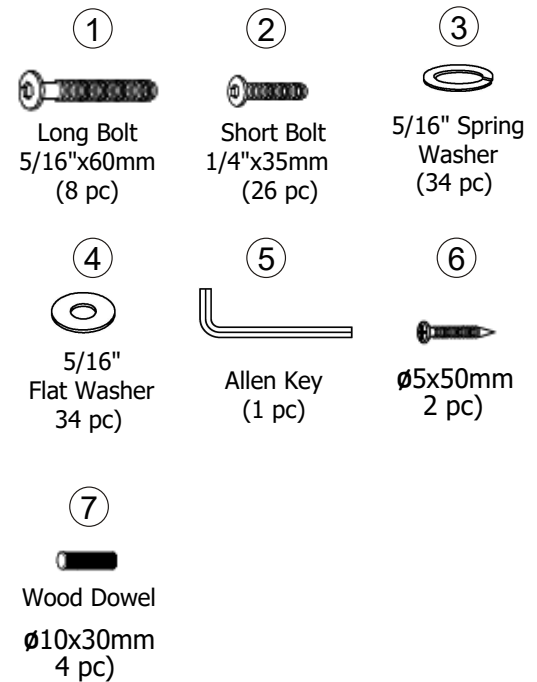 1
2
3
Long Bolt
5/16"x60mm
(8 pc)
Short Bolt
1/4"x35mm
(26 pc)
5/16" Spring
Washer
(34 pc)
4
5
6
5/16"
Flat Washer
34 pc)
Allen Key
(1 pc)
ø5x50mm
2 pc)
7
Wood Dowel
ø10x30mm
4 pc)